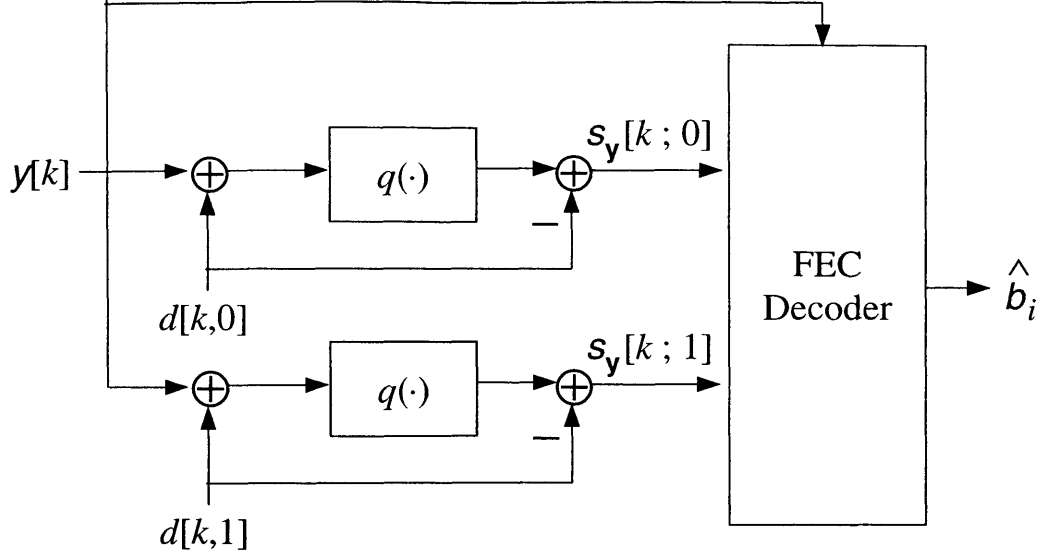 s_y[k ; 0]
y[k]
q(·)
−
FEC
Decoder
b̂_i
d[k,0]
s_y[k ; 1]
q(·)
−
d[k,1]